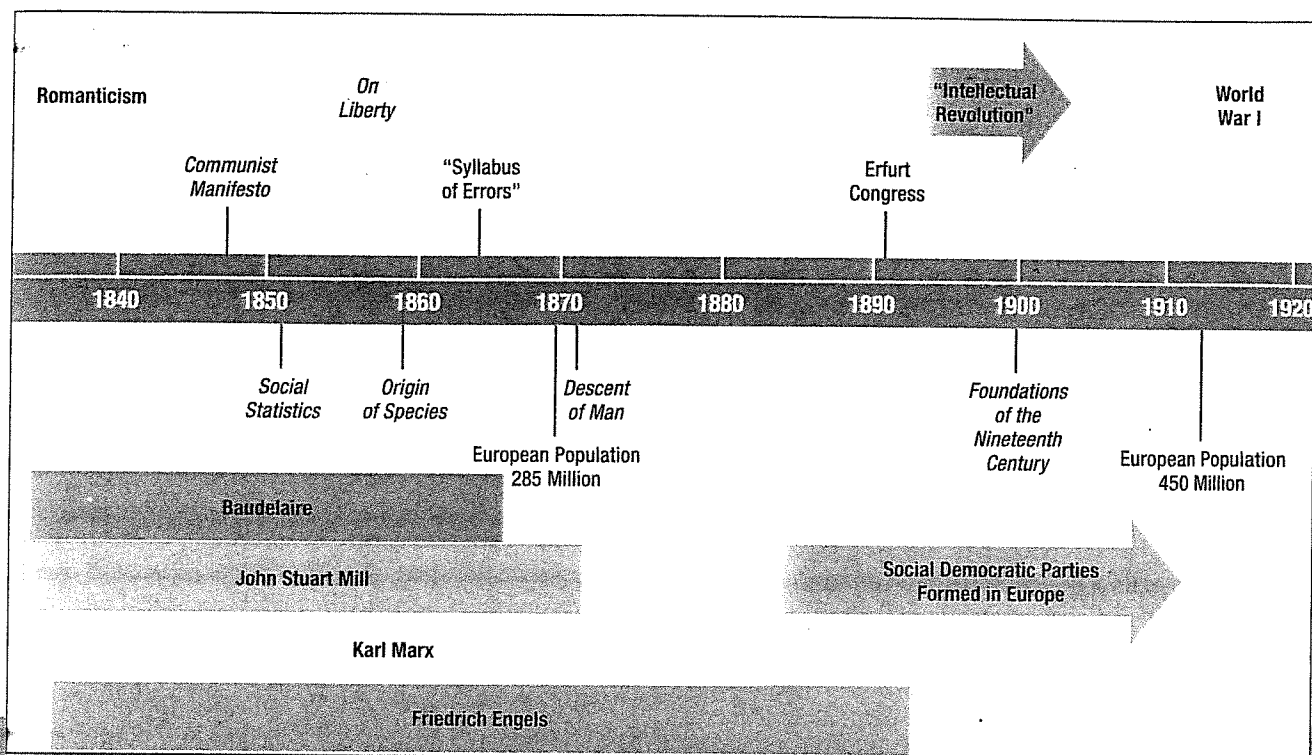 Romanticism
On
Liberty
"Intellectual
Revolution"
World
War I
Communist
Manifesto
"Syllabus
of Errors"
Erfurt
Congress
1840 1850 1860 1870 1880 1890 1900 1910 1920
Social
Statistics
Origin
of Species
Descent
of Man
Foundations
of the
Nineteenth
Century
European Population
285 Million
European Population
450 Million
Baudelaire
John Stuart Mill
Social Democratic Parties
Formed in Europe
Karl Marx
Friedrich Engels